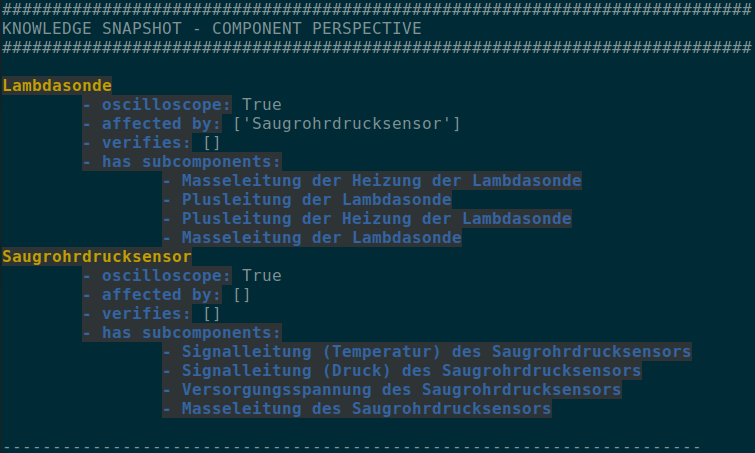 ###########################################################################
KNOWLEDGE SNAPSHOT - COMPONENT PERSPECTIVE
###########################################################################
Lambdasonde
- oscilloscope: True
- affected by: ['Saugrohrdrucksensor']
- verifies: []
- has subcomponents:
- Masseleitung der Heizung der Lambdasonde
- Plusleitung der Lambdasonde
- Plusleitung der Heizung der Lambdasonde
- Masseleitung der Lambdasonde
Saugrohrdrucksensor
- oscilloscope: True
- affected by: []
- verifies: []
- has subcomponents:
- Signalleitung (Temperatur) des Saugrohrdrucksensors
- Signalleitung (Druck) des Saugrohrdrucksensors
- Versorgungsspannung des Saugrohrdrucksensors
- Masseleitung des Saugrohrdrucksensors
----------------------------------------------------------------------